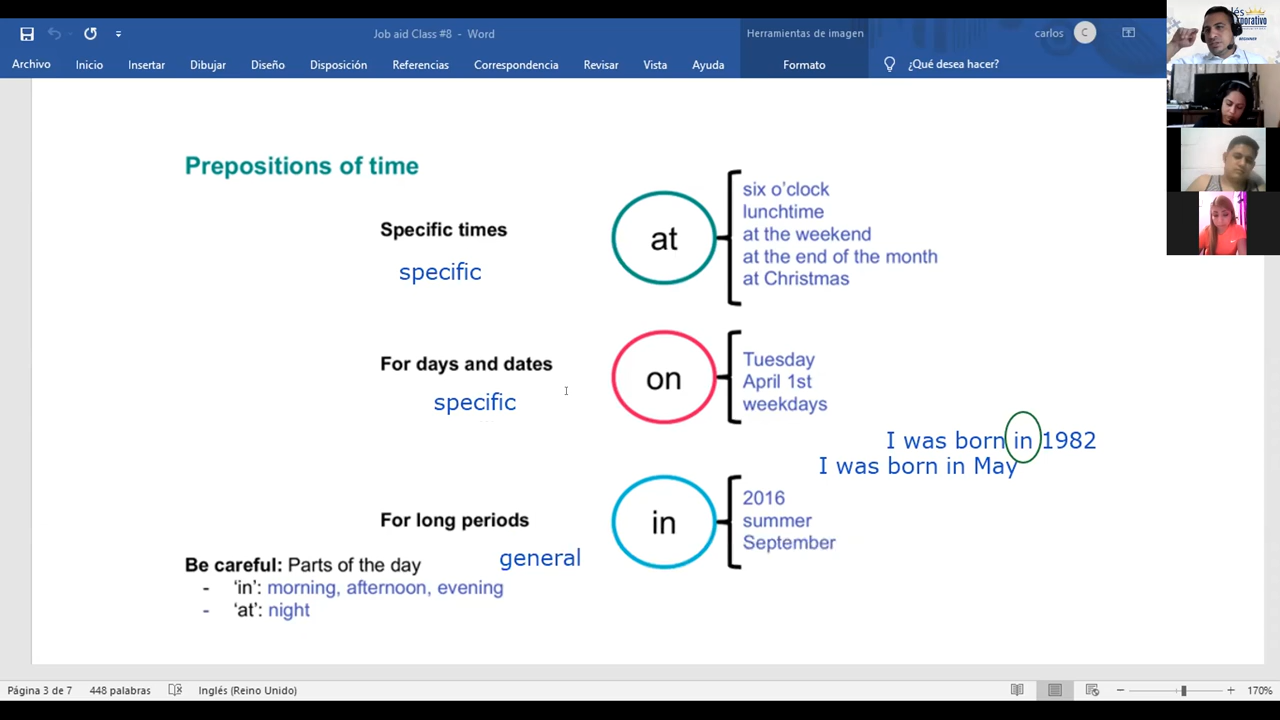 Job aid Class #8 - Word
Herramientas de imagen
carlos
C
Archivo
Inicio
Insertar
Dibujar
Diseño
Disposición
Referencias
Correspondencia
Revisar
Vista
Ayuda
Formato
¿Qué desea hacer?
Prepositions of time
Specific times
specific
at
six o'clock
lunchtime
at the weekend
at the end of the month
at Christmas
For days and dates
specific
on
Tuesday
April 1st
weekdays
I was born in 1982
I was born in May
For long periods
general
in
2016
summer
September
Be careful: Parts of the day
- 'in': morning, afternoon, evening
- 'at': night
Página 3 de 7
448 palabras
Inglés (Reino Unido)
170%